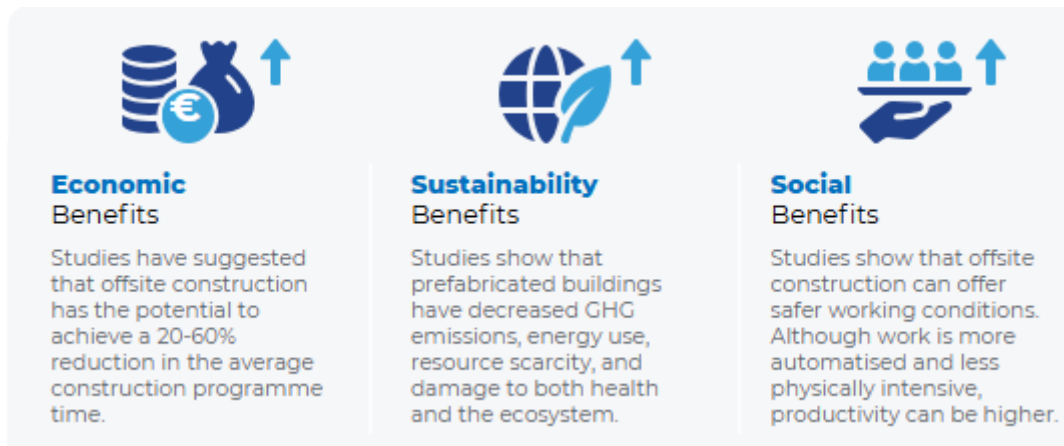 €
Economic
Benefits
Studies have suggested
that offsite construction
has the potential to
achieve a 20-60%
reduction in the average
construction programme
time.
Sustainability
Benefits
Studies show that
prefabricated buildings
have decreased GHG
emissions, energy use,
resource scarcity, and
damage to both health
and the ecosystem.
Social
Benefits
Studies show that offsite
construction can offer
safer working conditions.
Although work is more
automatised and less
physically intensive,
productivity can be higher.